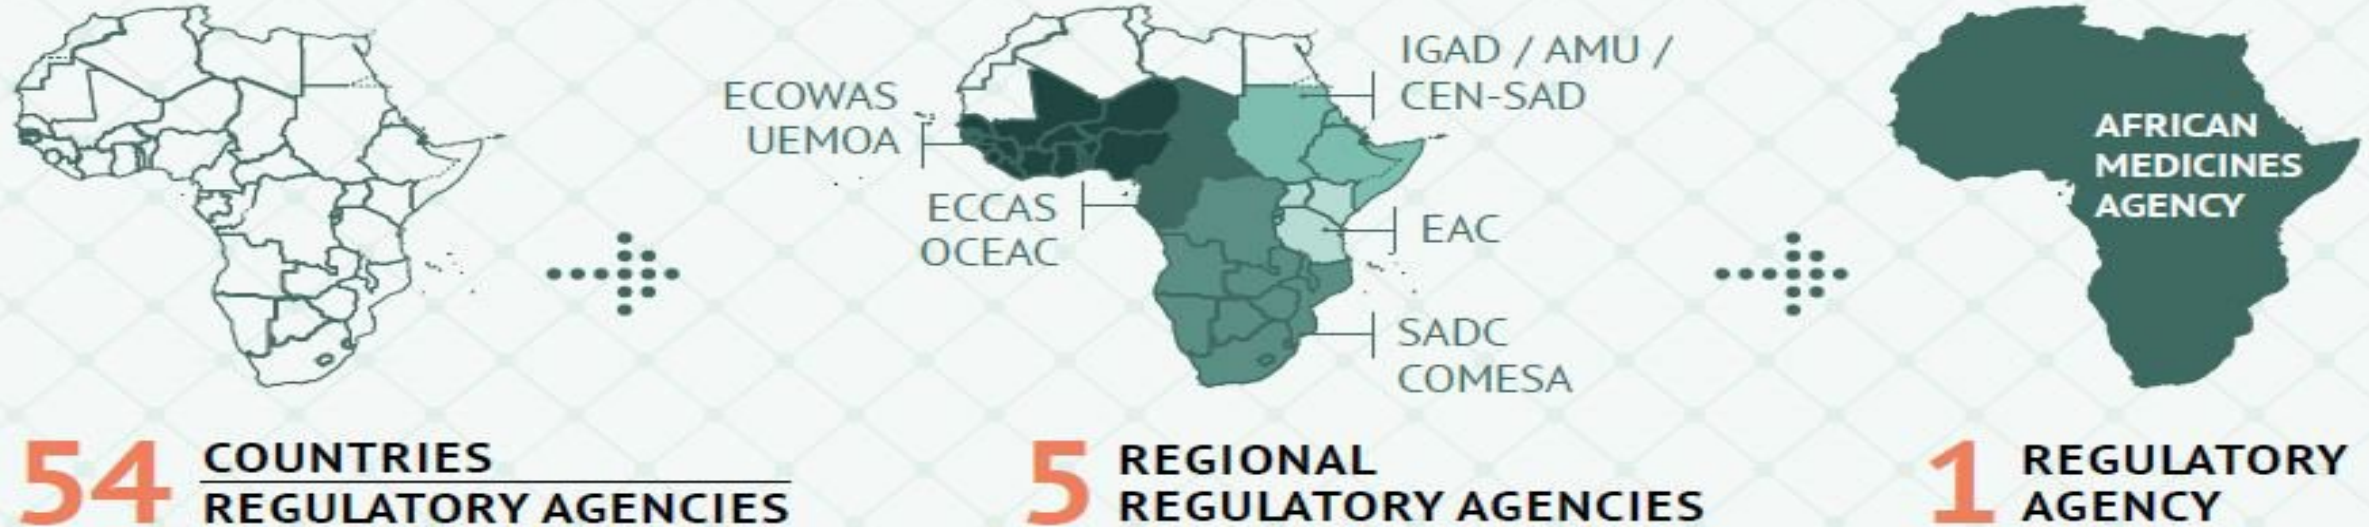 ECOWAS
UEMOA
ECCAS
OCEAC
IGAD / AMU /
CEN-SAD
EAC
SADC
COMESA
AFRICAN
MEDICINES
AGENCY
54 COUNTRIES
REGULATORY AGENCIES
5 REGIONAL
REGULATORY AGENCIES
1 REGULATORY
AGENCY